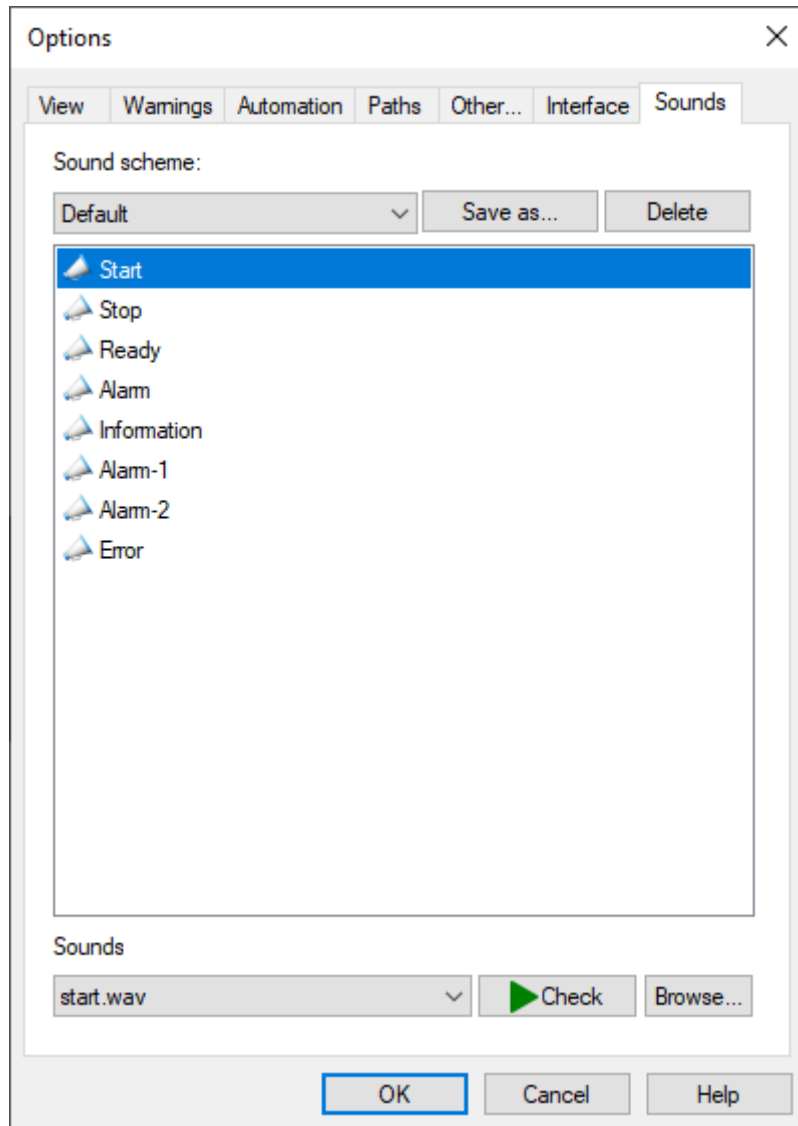 Options
View Warnings Automation Paths Other... Interface Sounds
Sound scheme:
Default Save as... Delete
Start
Stop
Ready
Alarm
Information
Alarm-1
Alarm-2
Error
Sounds
start.wav Check Browse...
OK Cancel Help